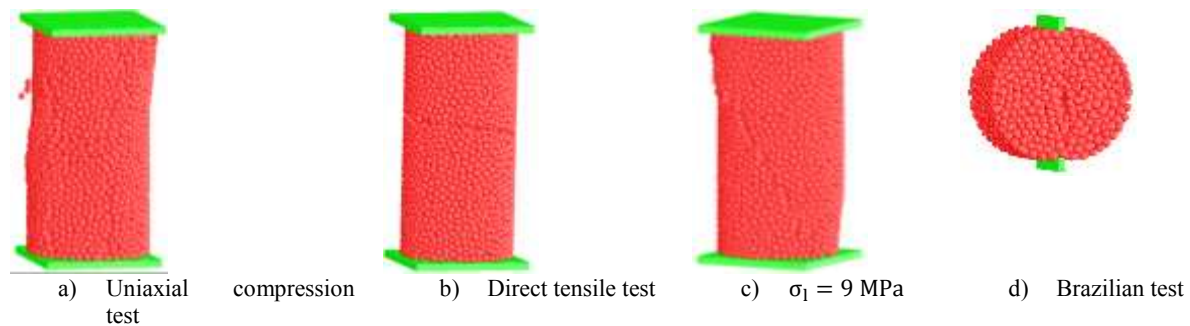 a) Uniaxial compression test
b) Direct tensile test
c) σ₁ = 9 MPa
d) Brazilian test